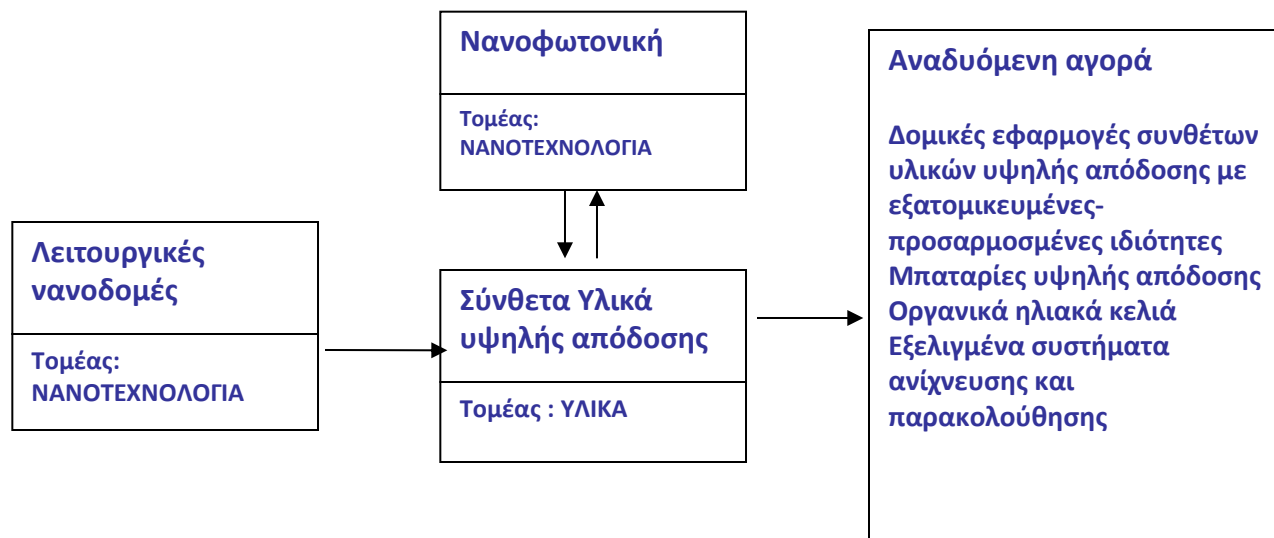 Νανοφωτονική
Τομέας:
ΝΑΝΟΤΕΧΝΟΛΟΓΙΑ
Λειτουργικές
νανοδομές
Τομέας:
ΝΑΝΟΤΕΧΝΟΛΟΓΙΑ
Σύνθετα Υλικά
υψηλής απόδοσης
Τομέας : ΥΛΙΚΑ
Αναδυόμενη αγορά
Δομικές εφαρμογές συνθέτων
υλικών υψηλής απόδοσης με
εξατομικευμένες-
προσαρμοσμένες ιδιότητες
Μπαταρίες υψηλής απόδοσης
Οργανικά ηλιακά κελιά
Εξελιγμένα συστήματα
ανίχνευσης και
παρακολούθησης